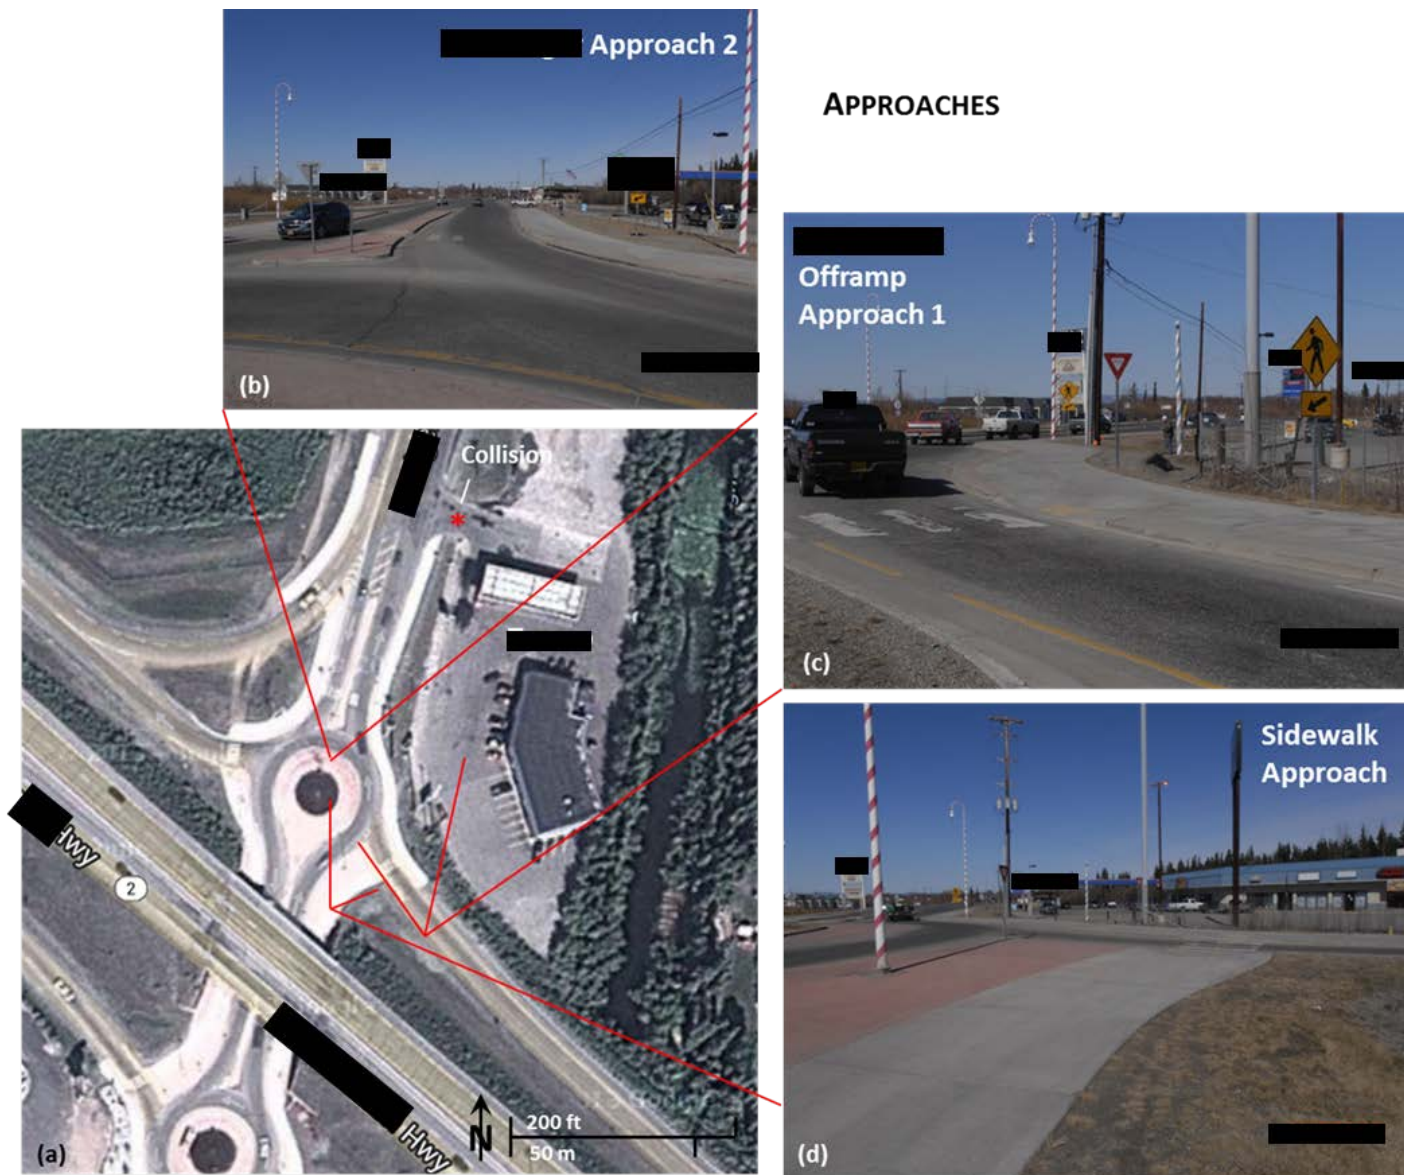 Approach 2
APPROACHES
Offramp
Approach 1
(b)
Collision
(c)
Sidewalk
Approach
Hwy
2
200 ft
N
50 m
Hwy
(a)
(d)